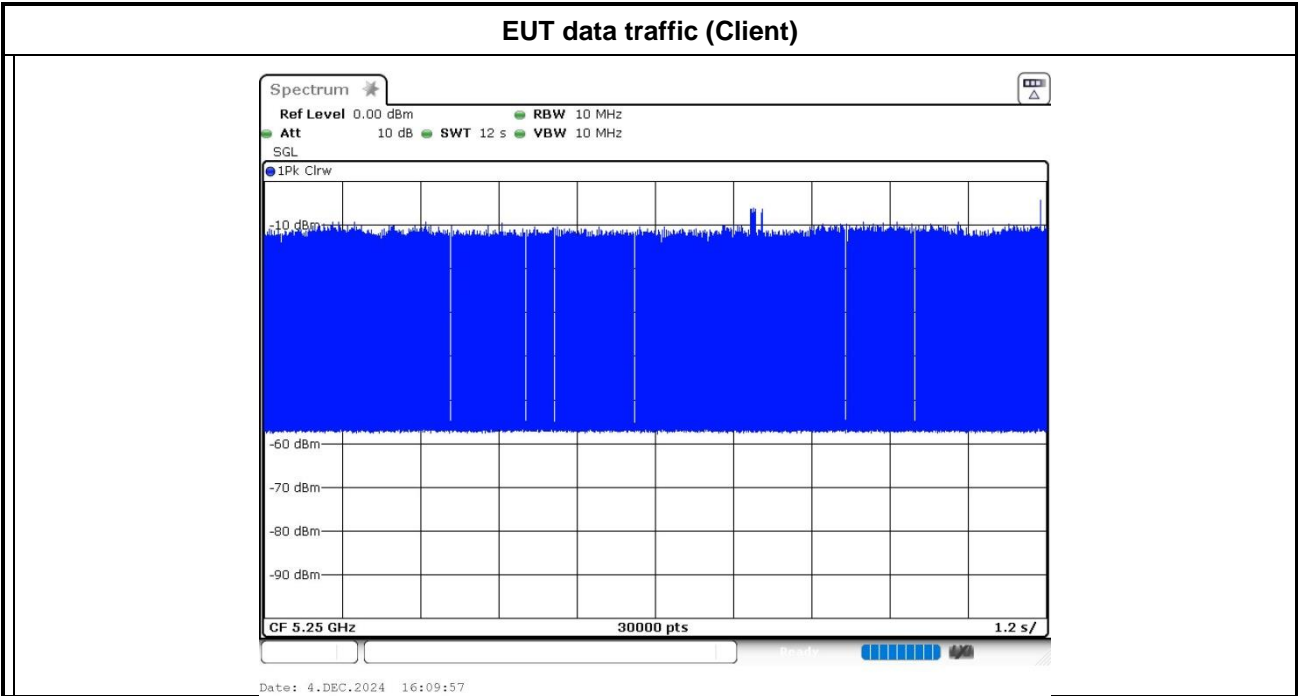 EUT data traffic (Client)
Spectrum
Ref Level 0.00 dBm RBW 10 MHz
Att 10 dB SWT 12 s VBW 10 MHz
SGL
1Pk Clrw
-10 dBm
-60 dBm
-70 dBm
-80 dBm
-90 dBm
CF 5.25 GHz 30000 pts 1.2 s/
Ready
Date: 4.DEC.2024 16:09:57